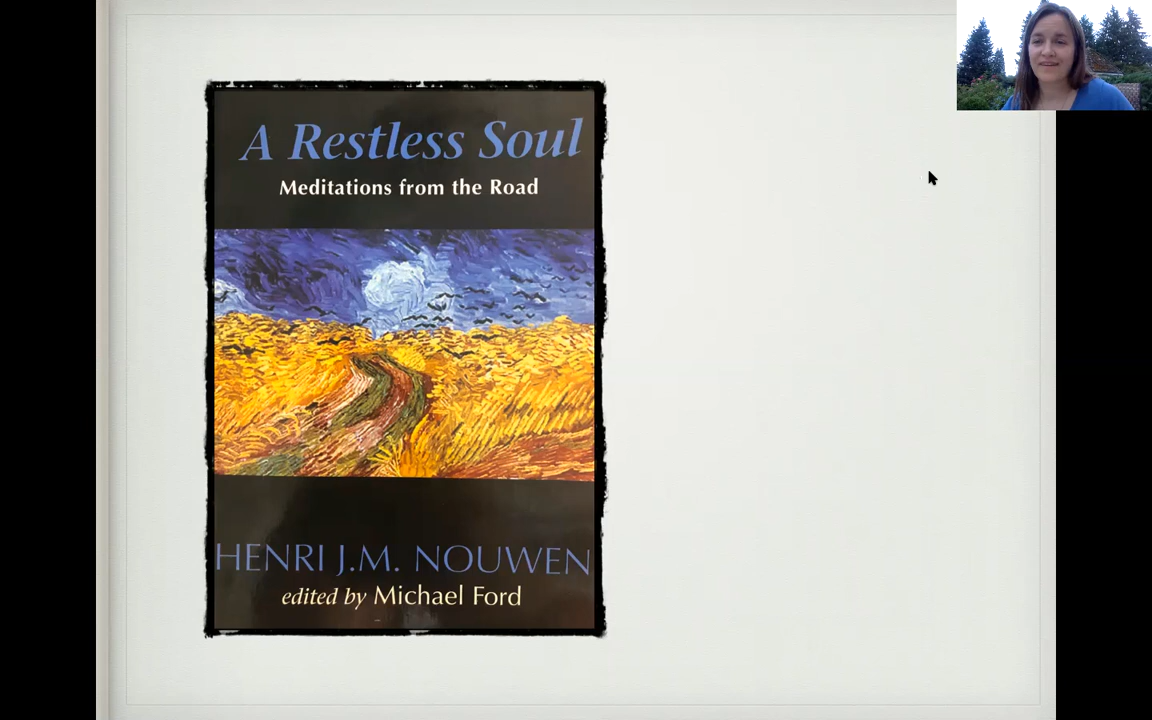 A Restless Soul
Meditations from the Road
HENRI J.M. NOUWEN
edited by Michael Ford